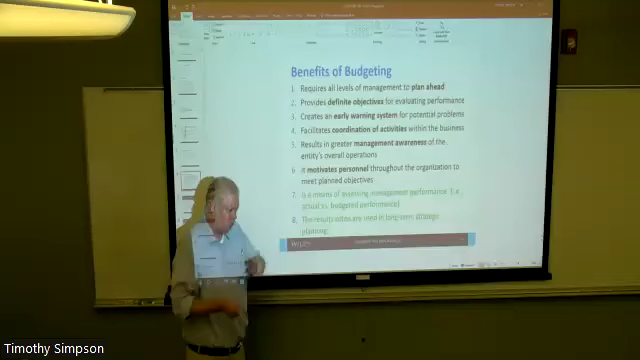 Benefits of Budgeting
1. Requires all levels of management to plan ahead
2. Provides definite objectives for evaluating performance
3. Creates an early warning system for potential problems
4. Facilitates coordination of activities within the business
5. Results in greater management awareness of the
entity's overall operations
6. It motivates personnel throughout the organization to
meet planned objectives
7. Is a means of management performance
actual vs. budgeted performance)
8. The results are used in long-term strategic
planning.
WILEY
Timothy Simpson